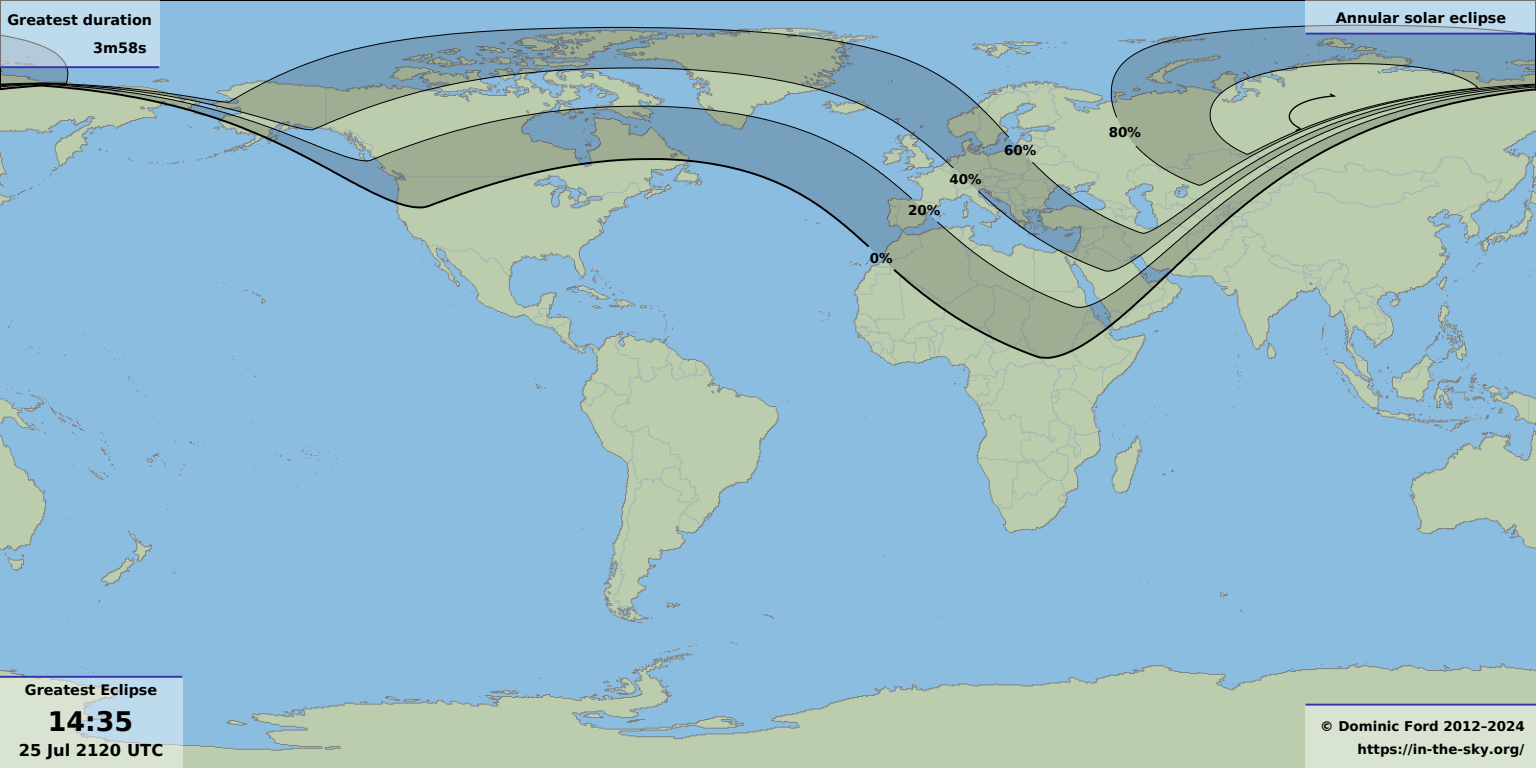 Greatest duration
3m58s
Annular solar eclipse
80%
60%
40%
20%
0%
Greatest Eclipse
14:35
25 Jul 2120 UTC
© Dominic Ford 2012–2024
https://in-the-sky.org/